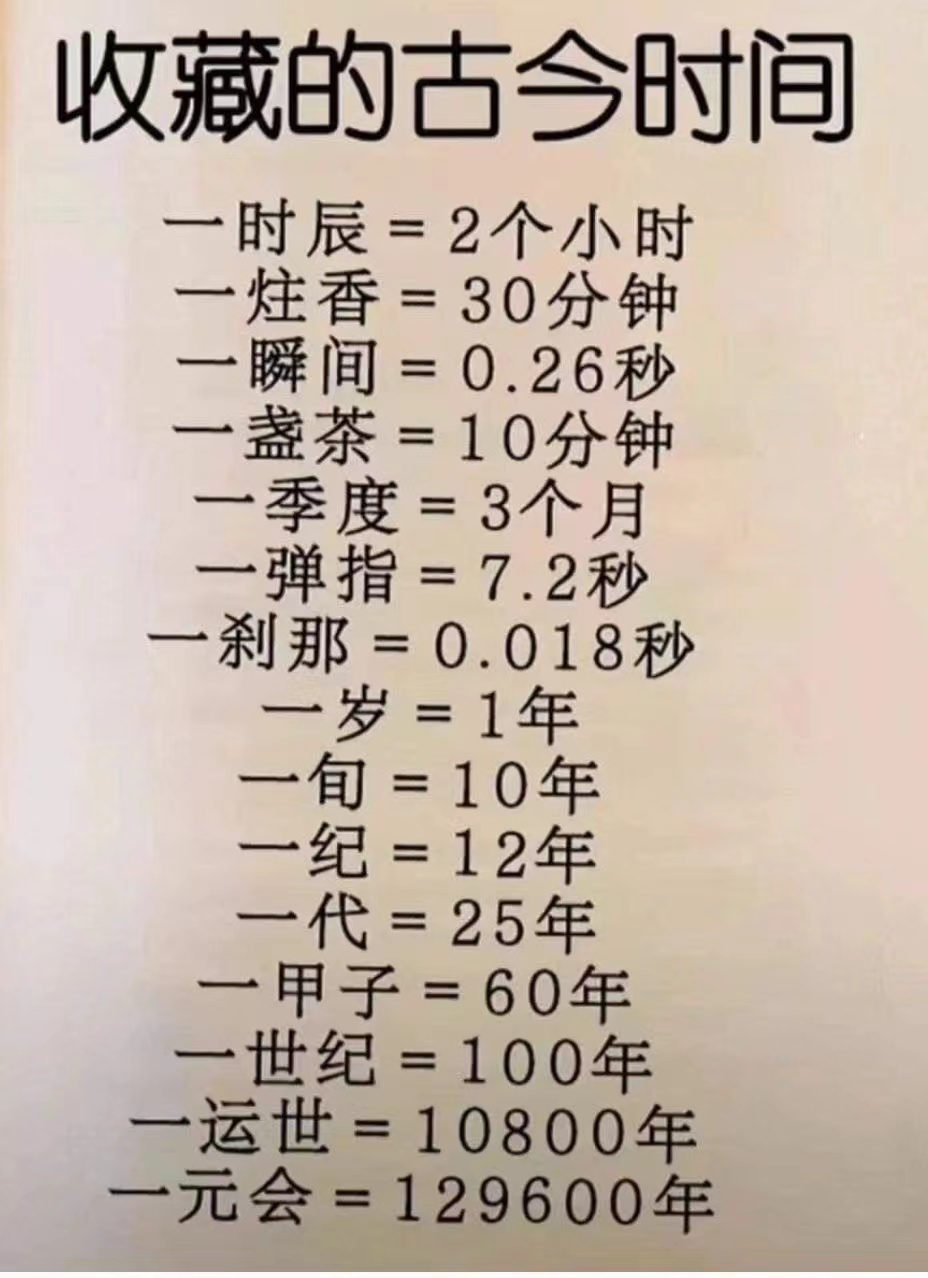 收藏的古今时间
一时辰=2个小时
一炷香=30分钟
一瞬间=0.26秒
一盏茶=10分钟
一季度=3个月
一弹指=7.2秒
一刹那=0.018秒
一岁=1年
一旬=10年
一纪=12年
一代=25年
一甲子=60年
一世纪=100年
一运世=10800年
一元会=129600年